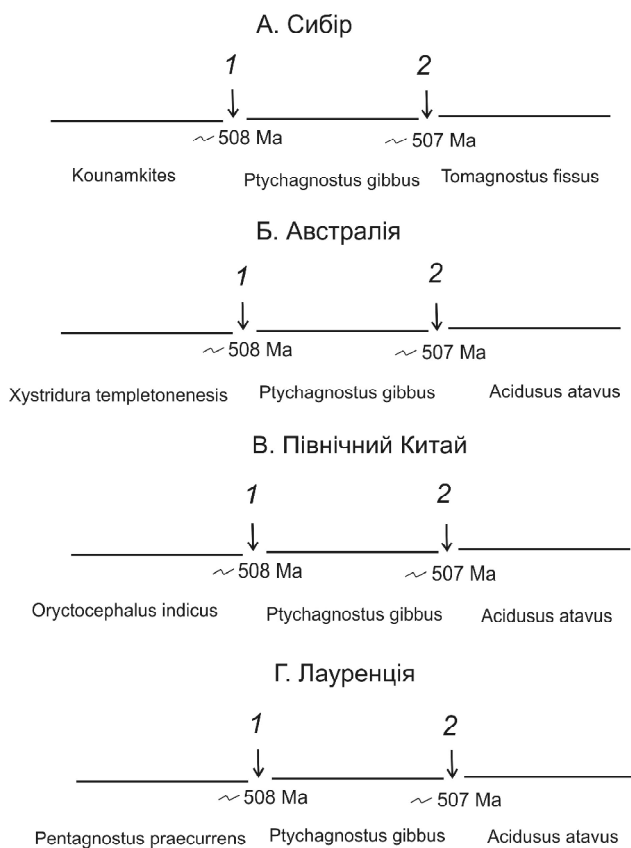 А. Сибір
1 2
~ 508 Ma ~ 507 Ma
Kounamkites Ptychagnostus gibbus Tomagnostus fissus
Б. Австралія
1 2
~ 508 Ma ~ 507 Ma
Xystridura templetonenesis Ptychagnostus gibbus Acidusus atavus
В. Північний Китай
1 2
~ 508 Ma ~ 507 Ma
Oryctocephalus indicus Ptychagnostus gibbus Acidusus atavus
Г. Лауренція
1 2
~ 508 Ma ~ 507 Ma
Pentagnostus praecurrens Ptychagnostus gibbus Acidusus atavus